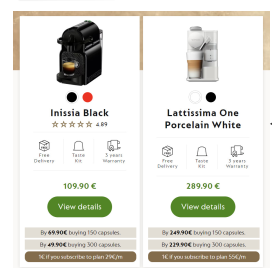 Inissia Black
4.89
Free Delivery
Taste Kit
3 years Warranty
109.90 €
View details
By 69.90€ buying 150 capsules.
By 49.90€ buying 300 capsules.
1€ if you subscribe to plan 29€/m
Lattissima One
Porcelain White
Free Delivery
Taste Kit
3 years Warranty
289.90 €
View details
By 249.90€ buying 150 capsules.
By 229.90€ buying 300 capsules.
1€ if you subscribe to plan 55€/m